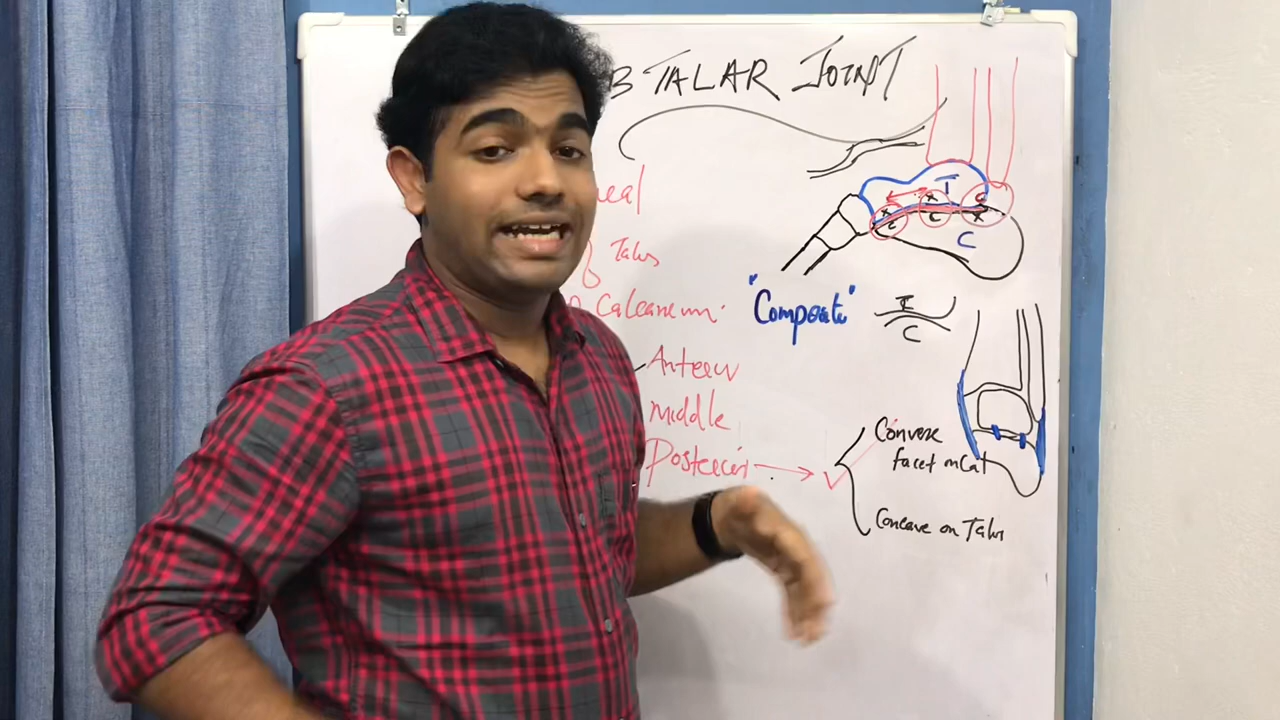 B TALAR JOINT
eal
Talus
Calcaneum
T
C
C
C
C
"Composite"
T
C
Anterior
Middle
Posterior
Convex
facet on Cal
Concave on Talus